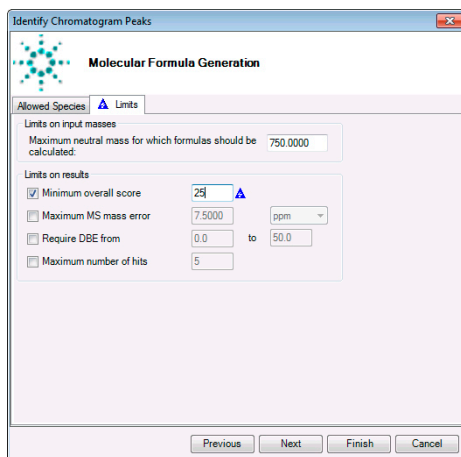 Identify Chromatogram Peaks
Molecular Formula Generation
Allowed Species Limits
Limits on input masses
Maximum neutral mass for which formulas should be
calculated: 750.0000
Limits on results
Minimum overall score 25
Maximum MS mass error 7.5000 ppm
Require DBE from 0.0 to 50.0
Maximum number of hits 5
Previous Next Finish Cancel